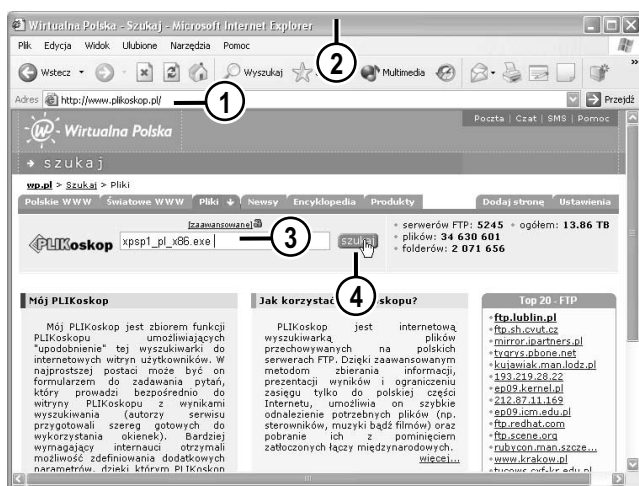 Wirtualna Polska - Szukaj - Microsoft Internet Explorer
Plik Edycja Widok Ulubione Narzędzia Pomoc
Wstecz Wyszukaj Multimedia »
2
Adres http://www.plikoskop.pl/ Przejdź
1
Wirtualna Polska
Poczta | Czat | SMS | Pomoc
szukaj
wp.pl > Szukaj > Pliki
Polskie WWW Światowe WWW Pliki Newsy Encyklopedia Produkty Dodaj stronę Ustawienia
[zaawansowane]
PLIKoskop xpsp1_pl_x86.exe szukaj
3
4
• serwerów FTP: 5245 • ogółem: 13.86 TB
• plików: 34 630 601
• folderów: 2 071 656
Mój PLIKoskop
Mój PLIKoskop jest zbiorem funkcji
PLIKoskopu umożliwiających
"upodobnienie" tej wyszukiwarki do
internetowych witryn użytkowników. W
najprostszej postaci może być on
formularzem do zadawania pytań,
który prowadzi bezpośrednio do
witryny PLIKoskopu z wynikami
wyszukiwania (autorzy serwisu
przygotowali szereg gotowych do
wykorzystania okienek). Bardziej
wymagający internauci otrzymali
możliwość zdefiniowania dodatkowych
parametrów, dzięki którym PLIKoskop
Jak korzystać oskopu?
PLIKoskop jest internetową
wyszukiwarką plików
przechowywanych na polskich
serwerach FTP. Dzięki zaawansowanym
metodom zbierania informacji,
prezentacji wyników i ograniczeniu
zasięgu tylko do polskiej części
Internetu, umożliwia on szybkie
odnalezienie potrzebnych plików (np.
sterowników, muzyki bądź filmów) oraz
pobranie ich z pominięciem
zatłoczonych łączy międzynarodowych.
więcej...
Top 20 - FTP
• ftp.lublin.pl
• ftp.sh.cvut.cz
• mirror.ipartners.pl
• tygrys.pbone.net
• kujawiak.man.lodz.pl
• 193.219.28.22
• ep09.kernel.pl
• 212.87.11.169
• ep09.icm.edu.pl
• ftp.redhat.com
• ftp.scene.org
• rubycon.man.szcze...
• www.krakow.pl
• tucows.cyf-kr.edu.pl